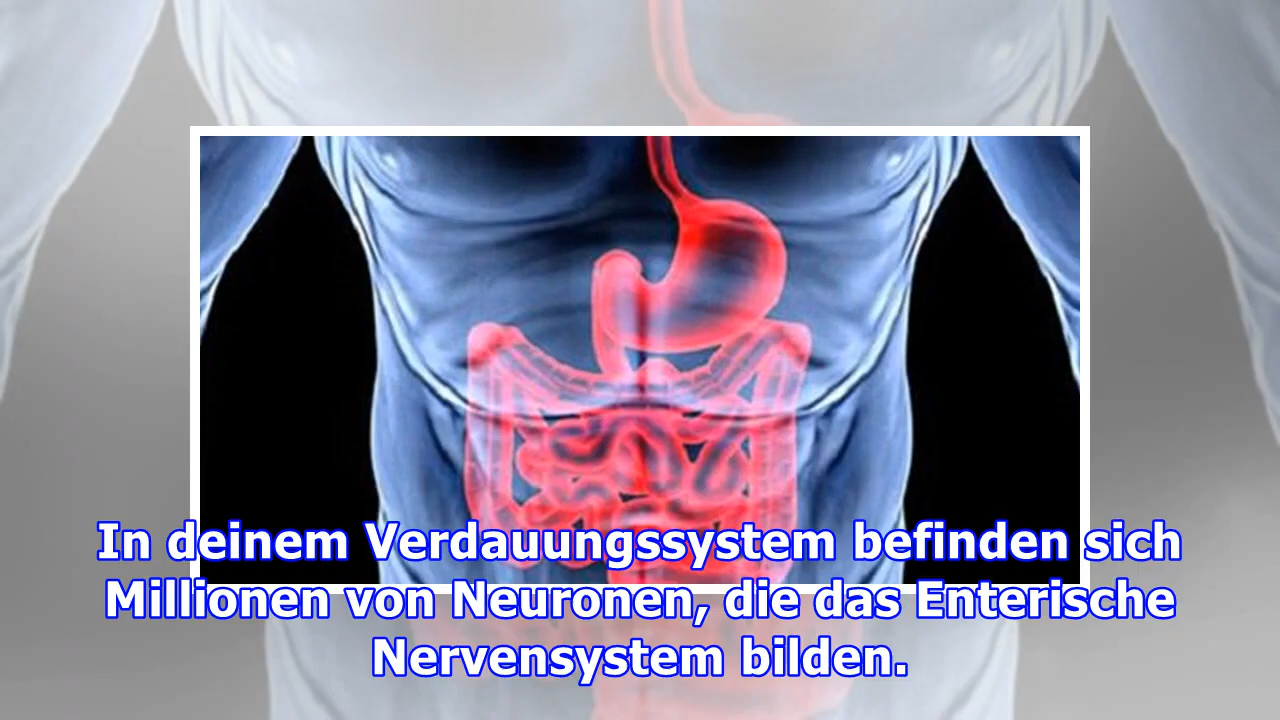 In deinem Verdauungssystem befinden sich
Millionen von Neuronen, die das Enterische
Nervensystem bilden.